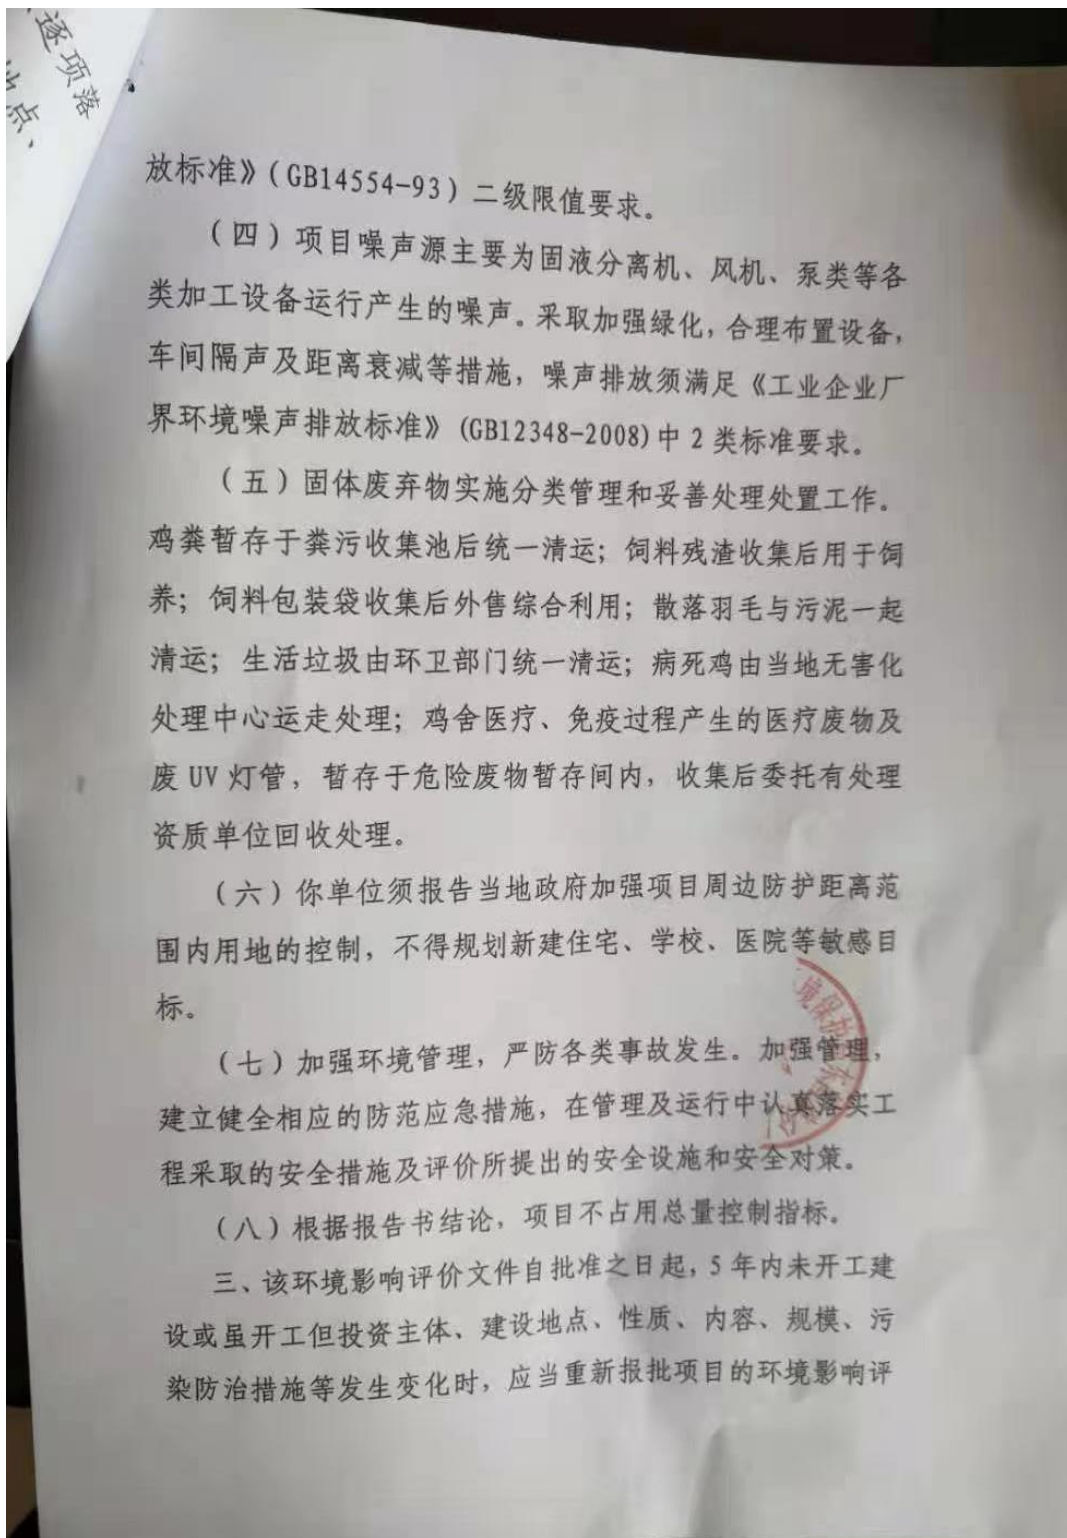 逐项落
地点、
放标准》(GB14554-93)二级限值要求。
(四)项目噪声源主要为固液分离机、风机、泵类等各
类加工设备运行产生的噪声。采取加强绿化,合理布置设备,
车间隔声及距离衰减等措施,噪声排放须满足《工业企业厂
界环境噪声排放标准》(GB12348-2008)中2类标准要求。
(五)固体废弃物实施分类管理和妥善处理处置工作。
鸡粪暂存于粪污收集池后统一清运;饲料残渣收集后用于饲
养;饲料包装袋收集后外售综合利用;散落羽毛与污泥一起
清运;生活垃圾由环卫部门统一清运;病死鸡由当地无害化
处理中心运走处理;鸡舍医疗、免疫过程产生的医疗废物及
废UV灯管,暂存于危险废物暂存间内,收集后委托有处理
资质单位回收处理。
(六)你单位须报告当地政府加强项目周边防护距离范
围内用地的控制,不得规划新建住宅、学校、医院等敏感目
标。
(七)加强环境管理,严防各类事故发生。加强管理,
建立健全相应的防范应急措施,在管理及运行中认真落实工
程采取的安全措施及评价所提出的安全设施和安全对策。
(八)根据报告书结论,项目不占用总量控制指标。
三、该环境影响评价文件自批准之日起,5年内未开工建
设或虽开工但投资主体、建设地点、性质、内容、规模、污
染防治措施等发生变化时,应当重新报批项目的环境影响评
境保护局